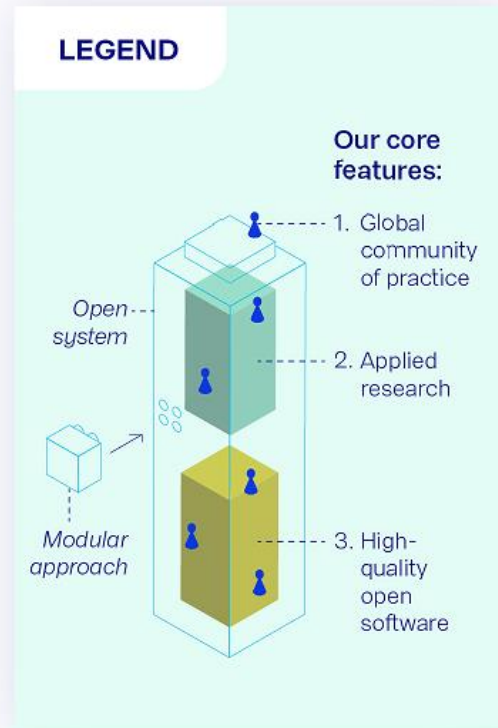 LEGEND
Our core
features:
1. Global
community
of practice
Open
system
2. Applied
research
Modular
approach
3. High-
quality
open
software